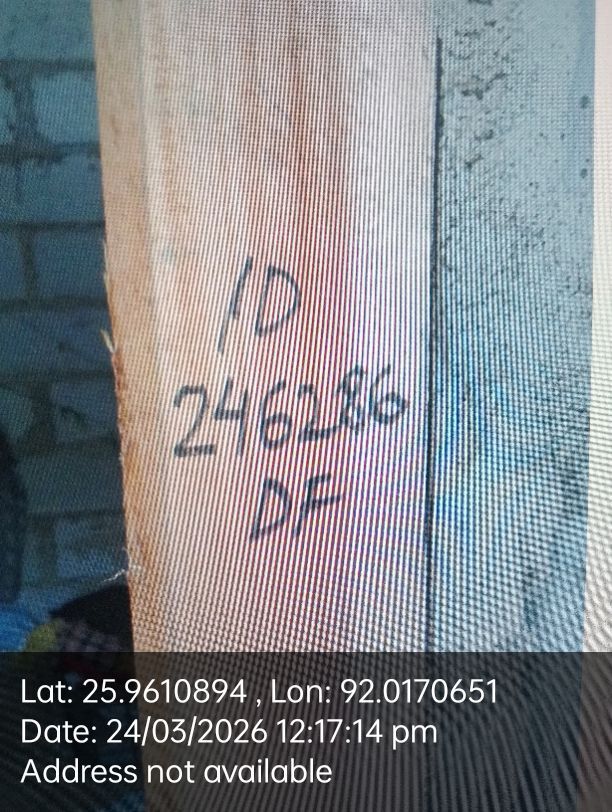 ID
246286
DF
Lat: 25.9610894 , Lon: 92.0170651
Date: 24/03/2026 12:17:14 pm
Address not available